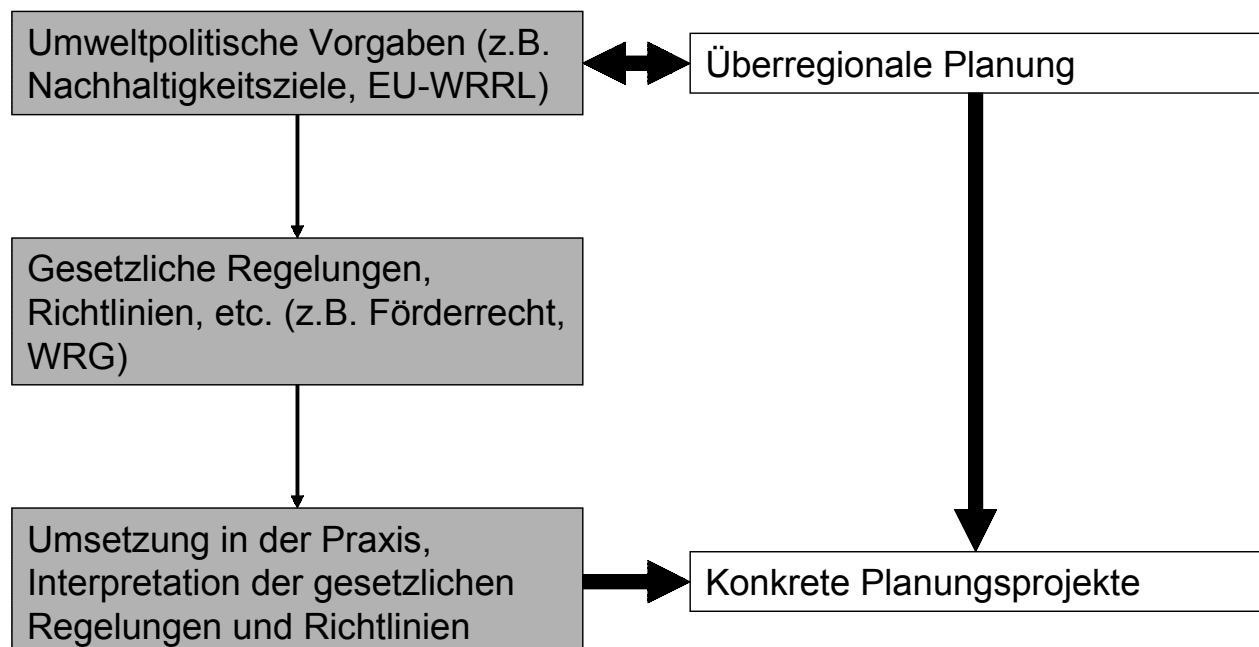 Umweltpolitische Vorgaben (z.B.
Nachhaltigkeitsziele, EU-WRRL)
Überregionale Planung
Gesetzliche Regelungen,
Richtlinien, etc. (z.B. Förderrecht,
WRG)
Umsetzung in der Praxis,
Interpretation der gesetzlichen
Regelungen und Richtlinien
Konkrete Planungsprojekte